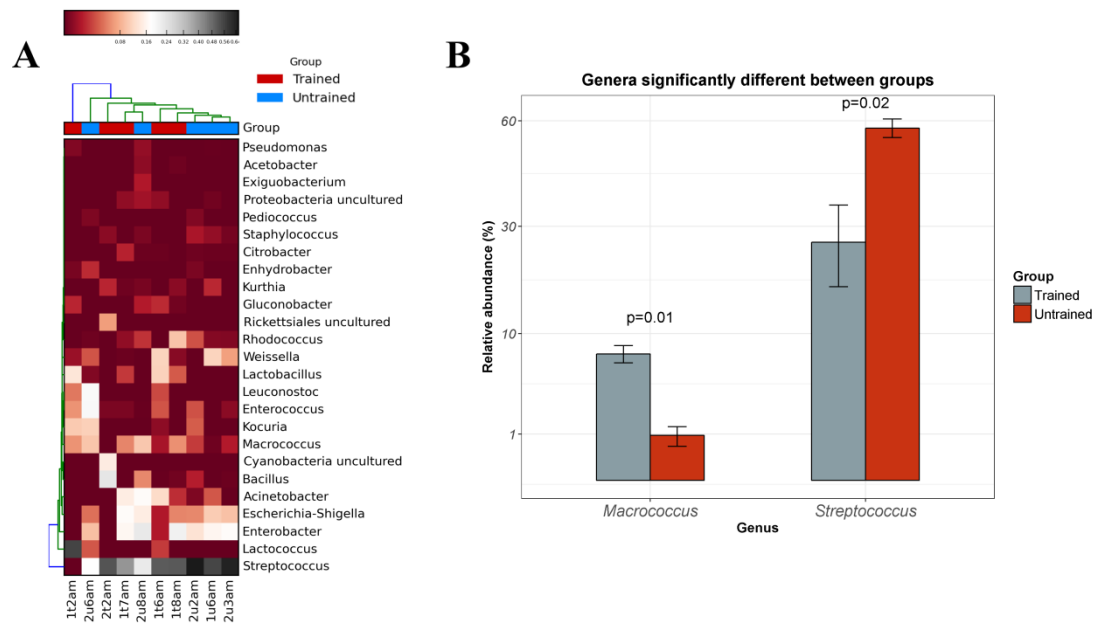 0.08 0.16 0.24 0.32 0.40 0.48 0.56
A
Group
Trained
Untrained
Group
Pseudomonas
Acetobacter
Exiguobacterium
Proteobacteria uncultured
Pediococcus
Staphylococcus
Citrobacter
Enhydrobacter
Kurthia
Gluconobacter
Rickettsiales uncultured
Rhodococcus
Weissella
Lactobacillus
Leuconostoc
Enterococcus
Kocuria
Macrococcus
Cyanobacteria uncultured
Bacillus
Acinetobacter
Escherichia-Shigella
Enterobacter
Lactococcus
Streptococcus
1t2am
2u6am
2t2am
1t7am
2u8am
1t6am
1t8am
2u2am
1u6am
2u3am
B
Genera significantly different between groups
p=0.02
p=0.01
60
30
10
1
Relative abundance (%)
Macrococcus
Streptococcus
Genus
Group
Trained
Untrained